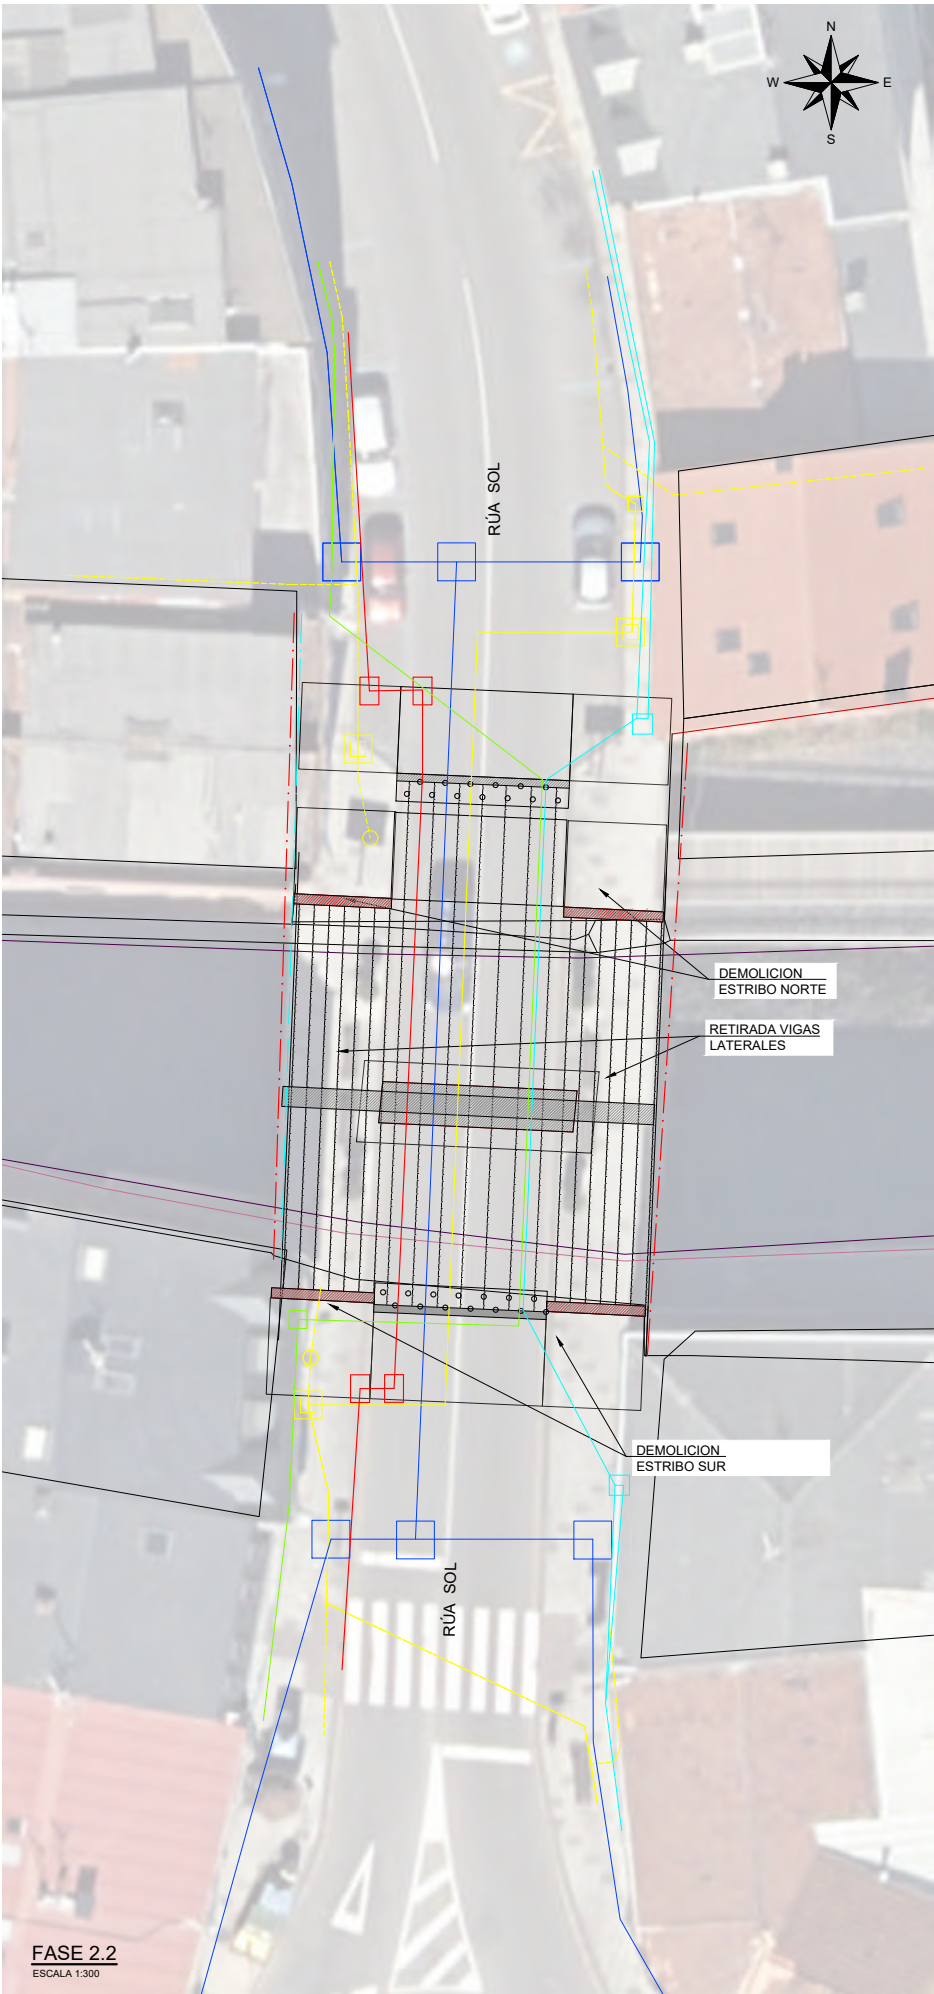 N
W E
S
RÚA SOL
DEMOLICION
ESTRIBO NORTE
RETIRADA VIGAS
LATERALES
DEMOLICION
ESTRIBO SUR
RÚA SOL
FASE 2.2
ESCALA 1:300